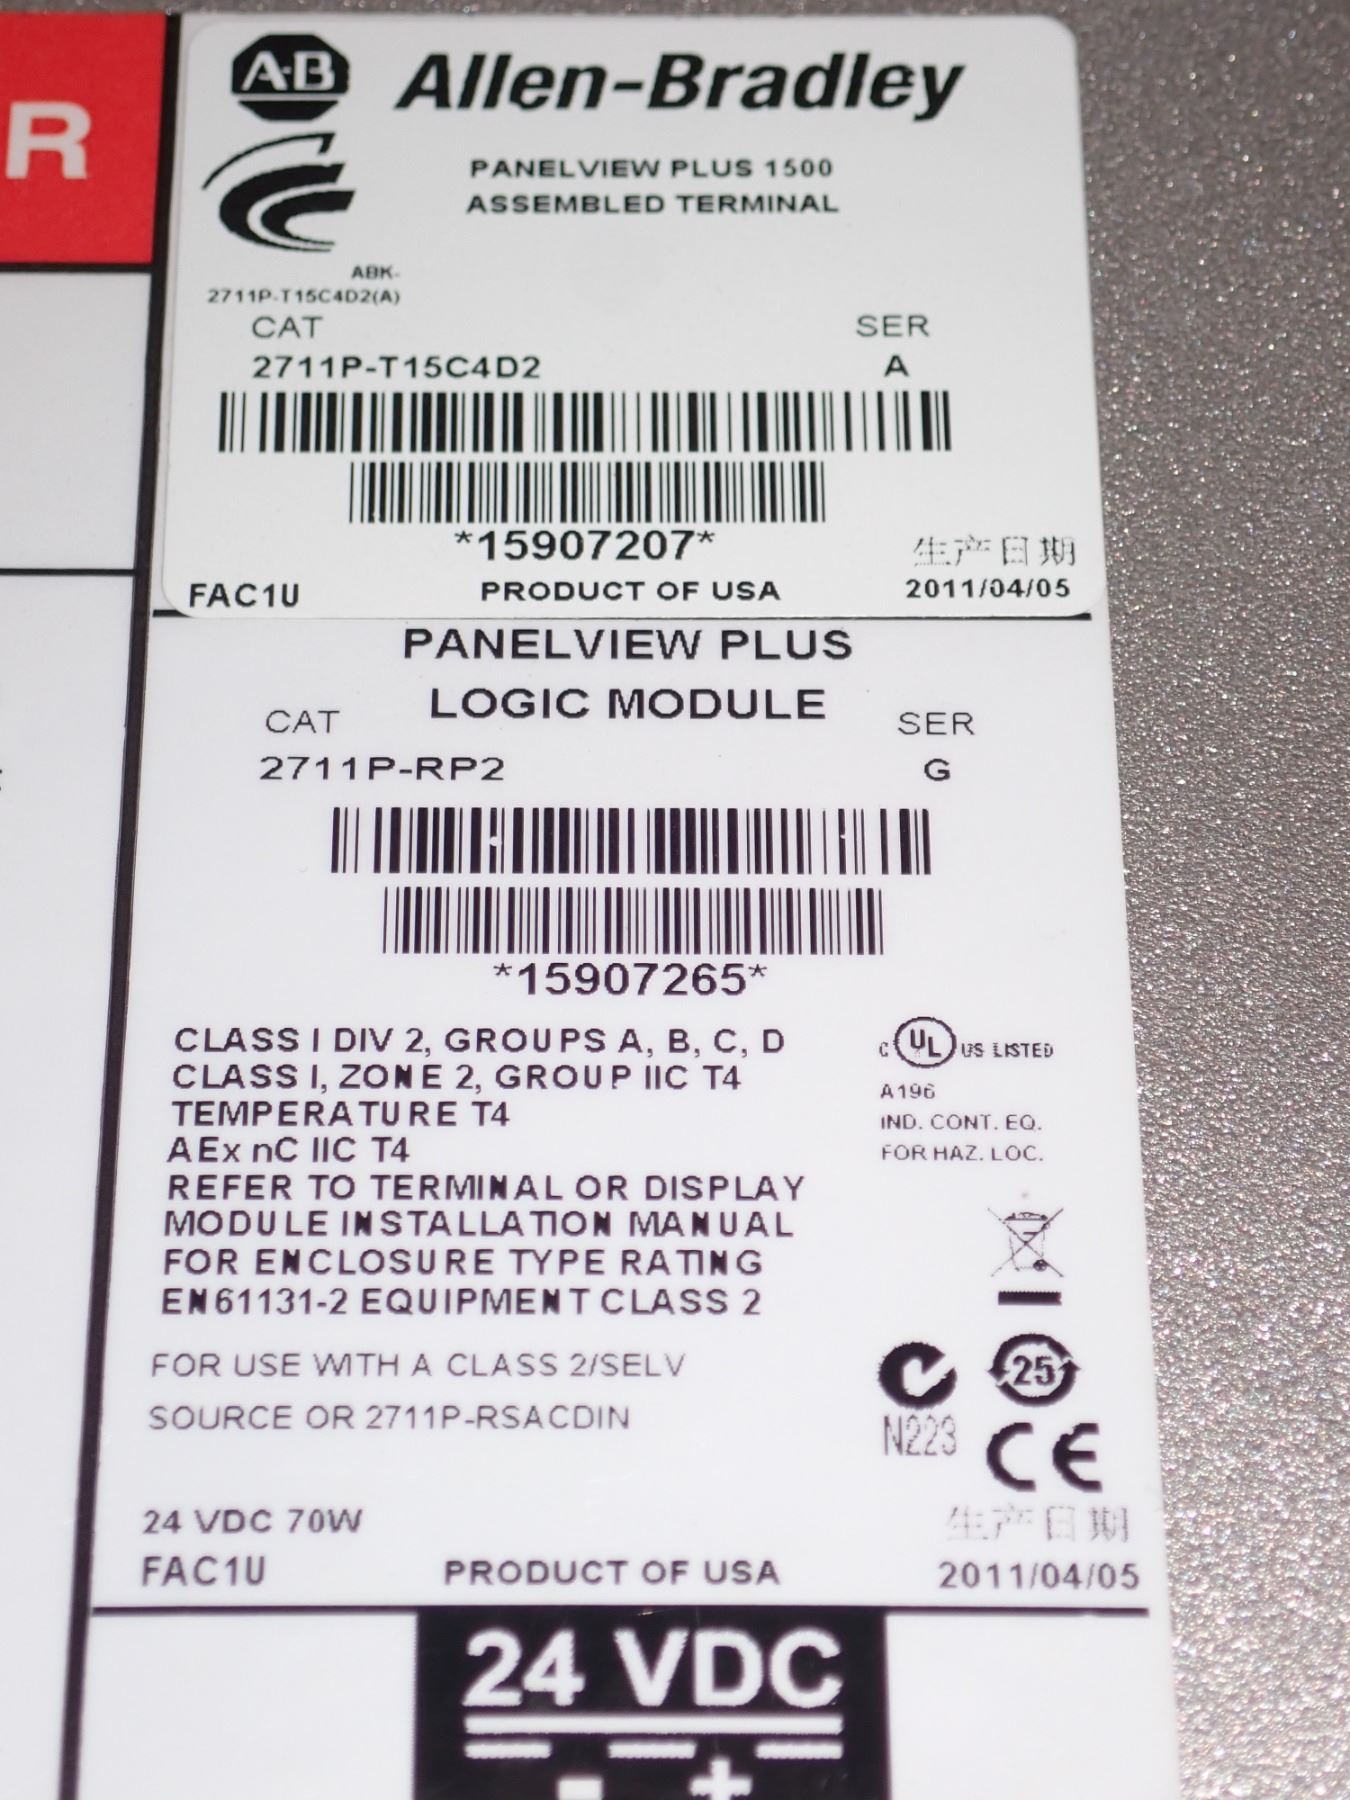 R
A-B Allen-Bradley
PANELVIEW PLUS 1500
ASSEMBLED TERMINAL
ABK-
2711P-T15C4D2(A)
CAT SER
2711P-T15C4D2 A
*15907207*
生产日期
FAC1U PRODUCT OF USA 2011/04/05
PANELVIEW PLUS
LOGIC MODULE
CAT SER
2711P-RP2 G
*15907265*
CLASS I DIV 2, GROUPS A, B, C, D
CLASS I, ZONE 2, GROUP IIC T4
TEMPERATURE T4
AEx nC IIC T4
REFER TO TERMINAL OR DISPLAY
MODULE INSTALLATION MANUAL
FOR ENCLOSURE TYPE RATING
EN61131-2 EQUIPMENT CLASS 2
C UL US LISTED
A196
IND. CONT. EQ.
FOR HAZ. LOC.
FOR USE WITH A CLASS 2/SELV
SOURCE OR 2711P-RSACDIN
25
N223
CE
24 VDC 70W
生产日期
FAC1U PRODUCT OF USA 2011/04/05
24 VDC
- +